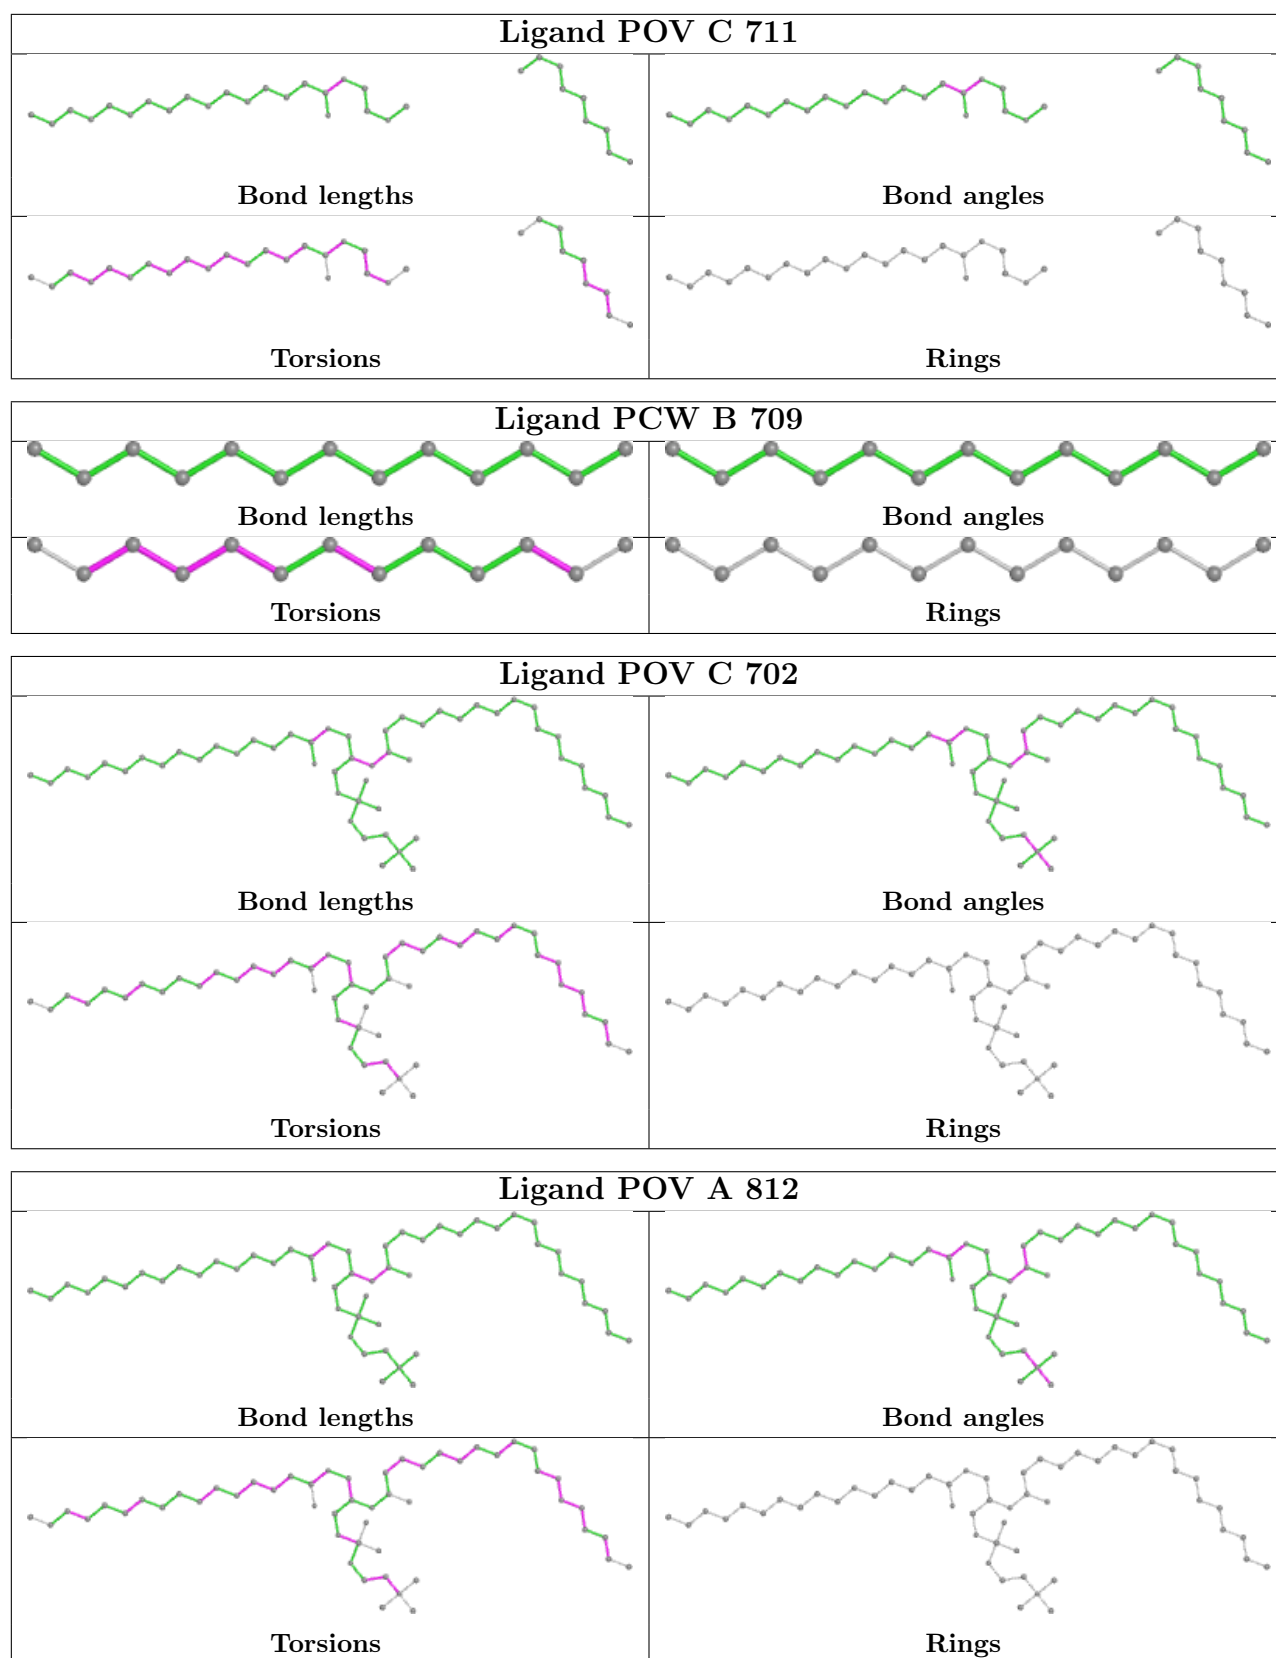 Ligand POV C 711
Bond lengths
Bond angles
Torsions
Rings
Ligand PCW B 709
Bond lengths
Bond angles
Torsions
Rings
Ligand POV C 702
Bond lengths
Bond angles
Torsions
Rings
Ligand POV A 812
Bond lengths
Bond angles
Torsions
Rings